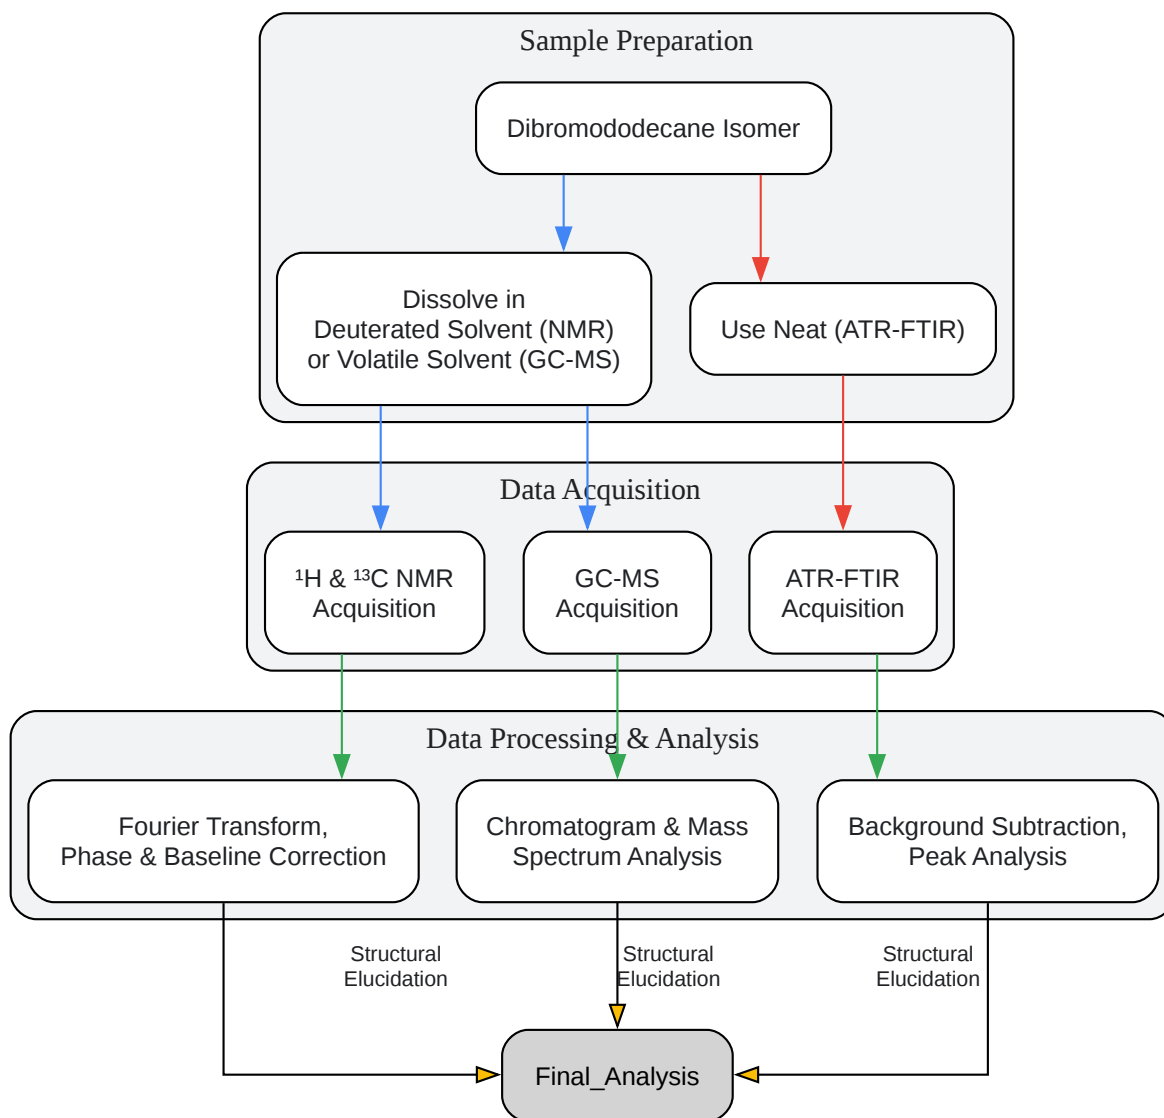 Sample Preparation
Dibromododecane Isomer
Dissolve in
Deuterated Solvent (NMR)
or Volatile Solvent (GC-MS)
Use Neat (ATR-FTIR)
Data Acquisition
¹H & ¹³C NMR
Acquisition
GC-MS
Acquisition
ATR-FTIR
Acquisition
Data Processing & Analysis
Fourier Transform,
Phase & Baseline Correction
Chromatogram & Mass
Spectrum Analysis
Background Subtraction,
Peak Analysis
Structural
Elucidation
Structural
Elucidation
Structural
Elucidation
Final_Analysis